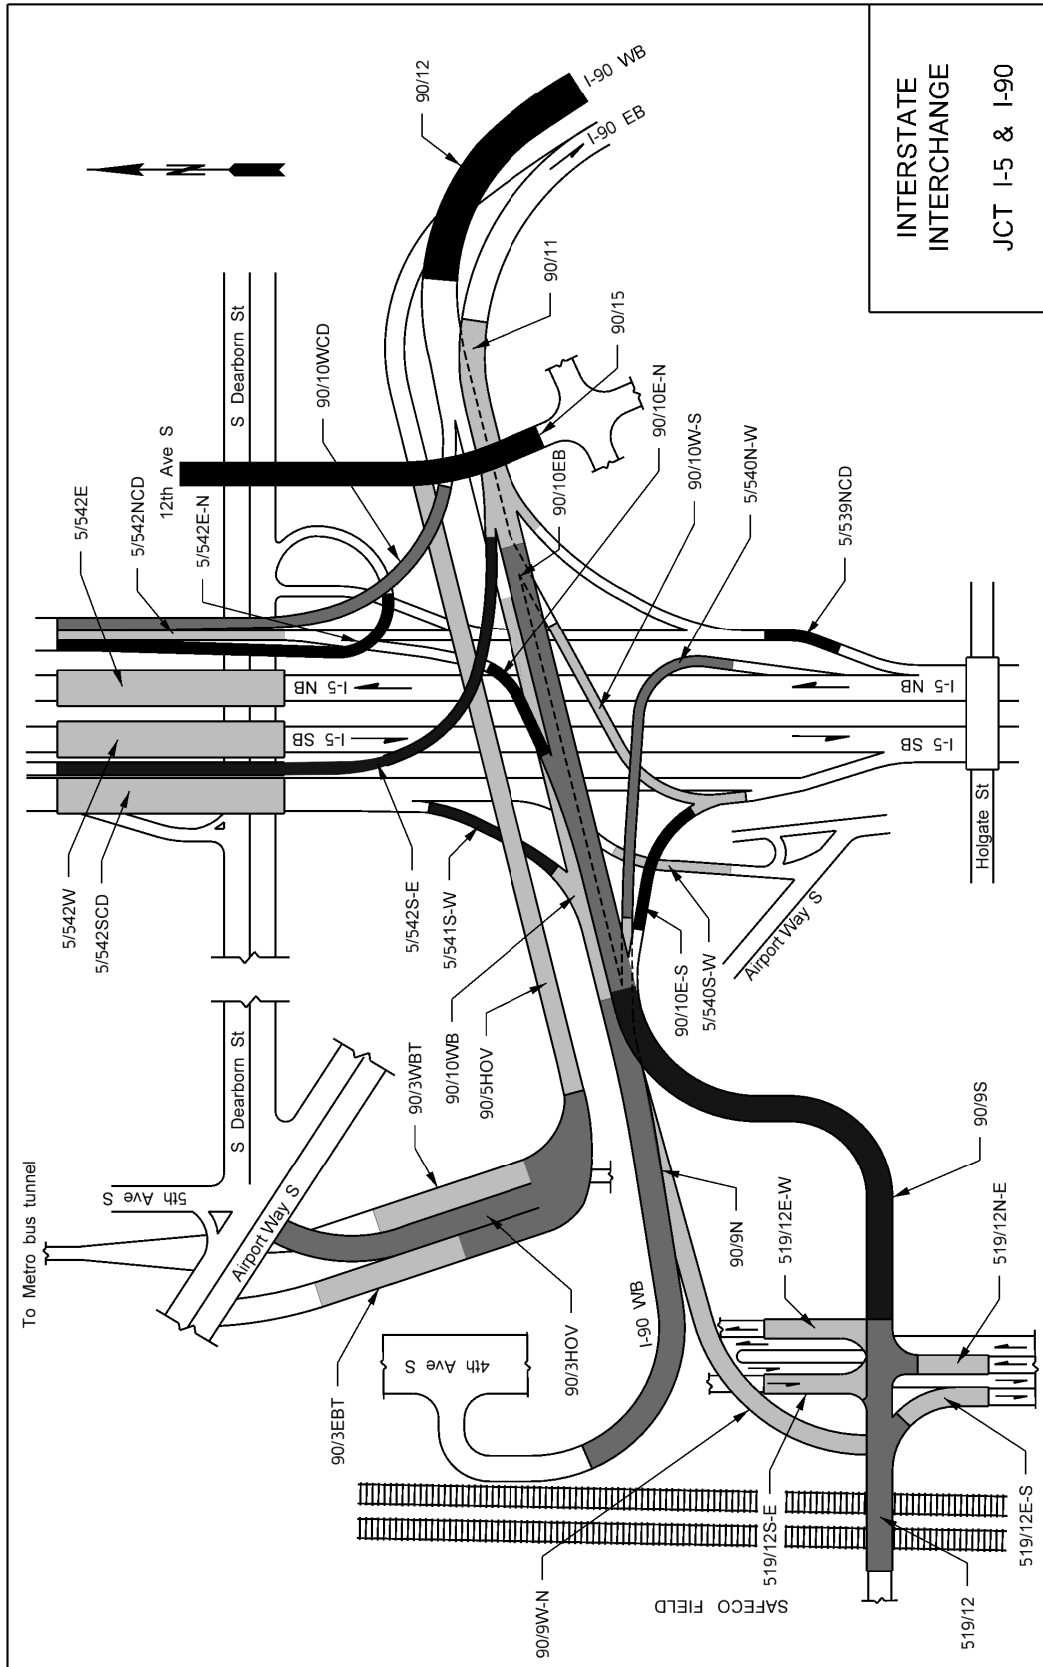 To Metro bus tunnel
5/542W
5/542SCD
5/542E
5/542NCD
12th Ave S
5/542E-N
S Dearborn St
90/12
I-90 WB
I-90 EB
INTERSTATE
INTERCHANGE
JCT I-5 & I-90
90/10WCD
90/11
90/15
90/10EB
90/10E-N
90/10W-S
5/540N-W
5/539NCD
I-5 NB
I-5 SB
I-5 NB
I-5 SB
Holgate St
5/542S-E
5/541S-W
90/10WB
90/5HOV
90/3WBT
90/10E-S
5/540S-W
Airport Way S
S Dearborn St
5th Ave S
Airport Way S
90/3EBT
4th Ave S
90/3HOV
I-90 WB
90/9N
90/9S
519/12E-W
519/12N-E
90/9W-N
519/12S-E
519/12E-S
519/12
SAFECO FIELD
N